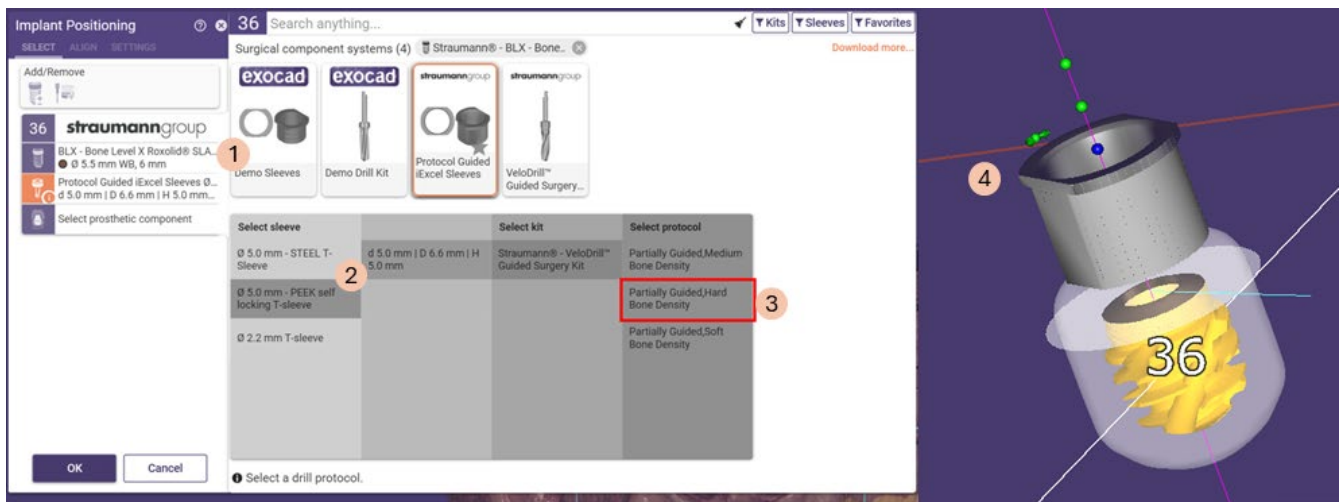 Implant Positioning
SELECT ALIGN SETTINGS
Add/Remove
36 straumanngroup
BLX - Bone Level X Roxolid® SLA...
Ø 5.5 mm WB, 6 mm
Protocol Guided iExcel Sleeves Ø...
d 5.0 mm | D 6.6 mm | H 5.0 mm...
Select prosthetic component
OK Cancel
36 Search anything...
Kits Sleeves Favorites
Surgical component systems (4) Straumann® - BLX - Bone..
Download more...
exocad
Demo Sleeves
exocad
Demo Drill Kit
straumanngroup
Protocol Guided
iExcel Sleeves
straumanngroup
VeloDrill™
Guided Surgery...
1
Select sleeve
Ø 5.0 mm - STEEL T-
Sleeve
Ø 5.0 mm - PEEK self
locking T-sleeve
Ø 2.2 mm T-sleeve
2
d 5.0 mm | D 6.6 mm | H
5.0 mm
Select kit
Straumann® - VeloDrill™
Guided Surgery Kit
Select protocol
Partially Guided,Medium
Bone Density
Partially Guided,Hard
Bone Density
Partially Guided,Soft
Bone Density
3
Select a drill protocol.
4
36